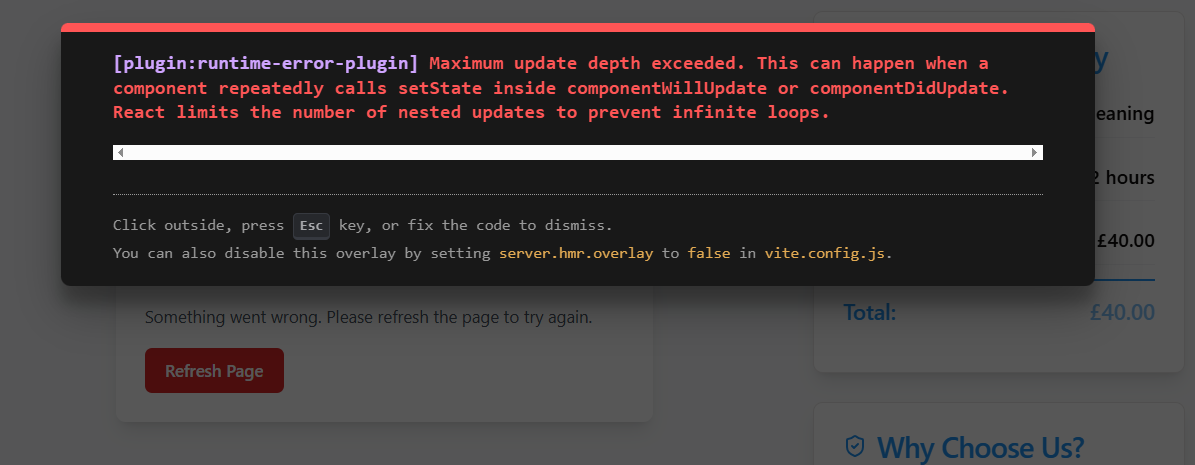 [plugin:runtime-error-plugin] Maximum update depth exceeded. This can happen when a
component repeatedly calls setState inside componentWillUpdate or componentDidUpdate.
React limits the number of nested updates to prevent infinite loops.
Click outside, press Esc key, or fix the code to dismiss.
You can also disable this overlay by setting server.hmr.overlay to false in vite.config.js.
Something went wrong. Please refresh the page to try again.
Refresh Page
y
eaning
2 hours
£40.00
Total: £40.00
Why Choose Us?